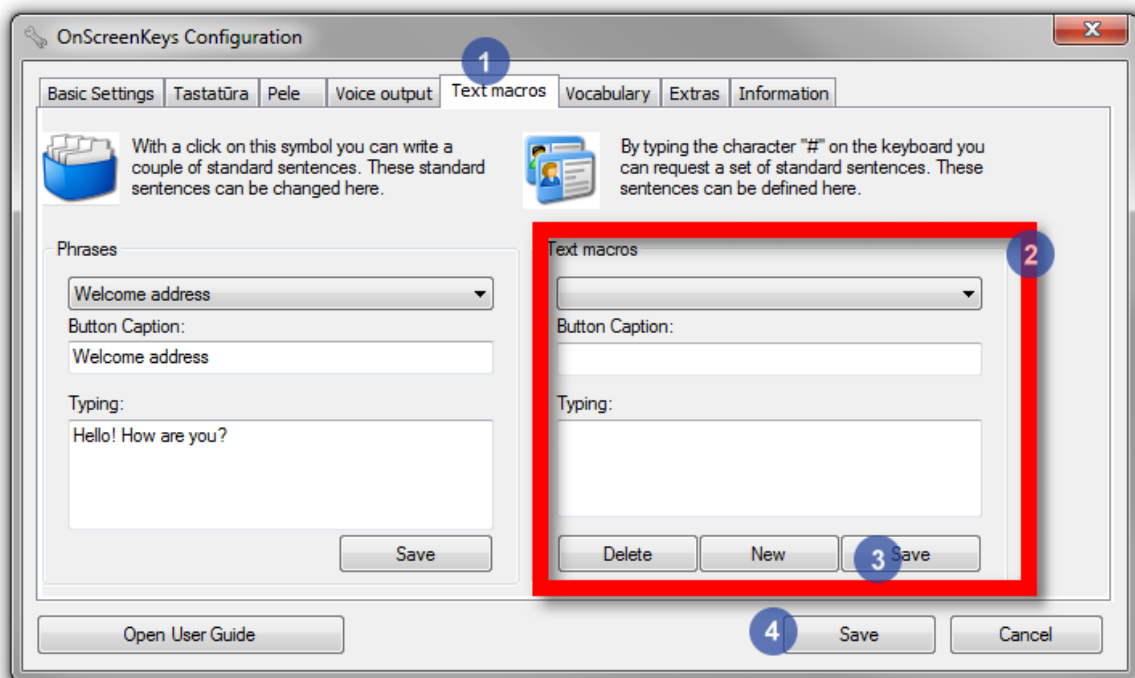 OnScreenKeys Configuration
1
Basic Settings Tastatūra Pele Voice output Text macros Vocabulary Extras Information
With a click on this symbol you can write a
couple of standard sentences. These standard
sentences can be changed here.
By typing the character "#" on the keyboard you
can request a set of standard sentences. These
sentences can be defined here.
Phrases
Welcome address
Button Caption:
Welcome address
Typing:
Hello! How are you?
Save
Text macros
2
Button Caption:
Typing:
Delete New 3 Save
Open User Guide 4 Save Cancel